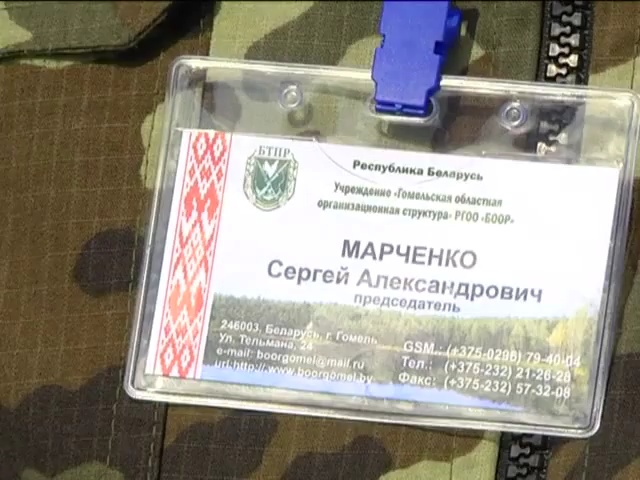 БТПР
Республика Беларусь
Учреждение «Гомельская областная
организационная структура» РГОО «БООР»
МАРЧЕНКО
Сергей Александрович
председатель
246003, Беларусь, г. Гомель,
Ул. Тельмана, 24
e-mail: boorgomel@mail.ru
url-http://www.boorgomel.by
GSM.: (+375-0296) 79-40-04
Тел.: (+375-232) 21-26-28
Факс: (+375-232) 57-32-08